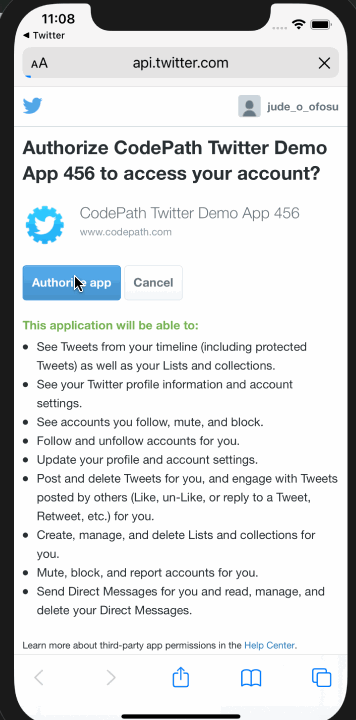 11:08
Twitter
AA api.twitter.com
jude_o_ofosu
Authorize CodePath Twitter Demo
App 456 to access your account?
CodePath Twitter Demo App 456
www.codepath.com
Authorize app Cancel
This application will be able to:
• See Tweets from your timeline (including protected
Tweets) as well as your Lists and collections.
• See your Twitter profile information and account
settings.
• See accounts you follow, mute, and block.
• Follow and unfollow accounts for you.
• Update your profile and account settings.
• Post and delete Tweets for you, and engage with Tweets
posted by others (Like, un-Like, or reply to a Tweet,
Retweet, etc.) for you.
• Create, manage, and delete Lists and collections for
you.
• Mute, block, and report accounts for you.
• Send Direct Messages for you and read, manage, and
delete your Direct Messages.
Learn more about third-party app permissions in the Help Center.